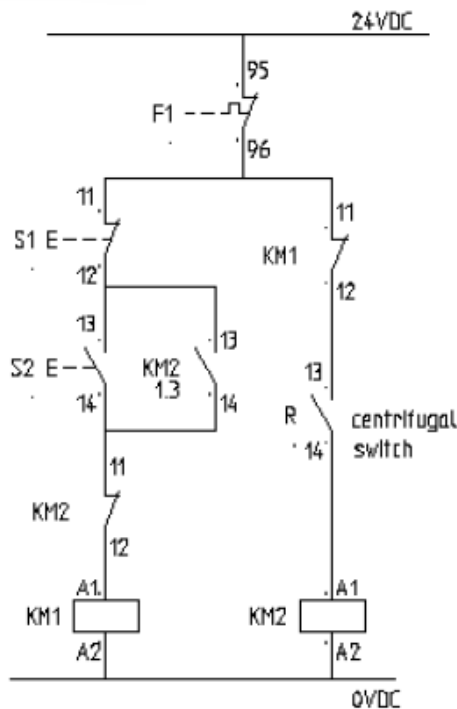 24VDC
95
F1
96
11
S1 E
12
11
KM1
12
13
S2 E
14
KM2
1.3
13
14
13
R
14
centrifugal
switch
11
KM2
12
A1
KM1
A2
A1
KM2
A2
0VDC